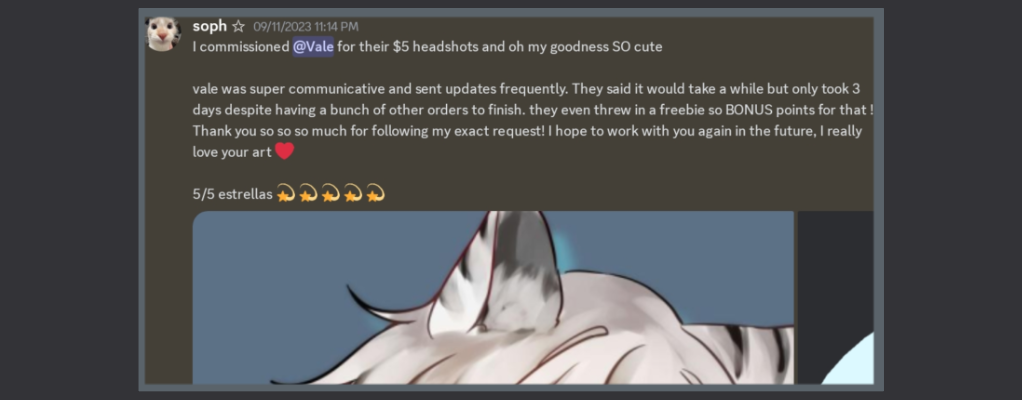 soph ☆ 09/11/2023 11:14 PM
I commissioned @Vale for their $5 headshots and oh my goodness SO cute
vale was super communicative and sent updates frequently. They said it would take a while but only took 3
days despite having a bunch of other orders to finish. they even threw in a freebie so BONUS points for that !
Thank you so so so much for following my exact request! I hope to work with you again in the future, I really
love your art ❤️
5/5 estrellas 💫💫💫💫💫